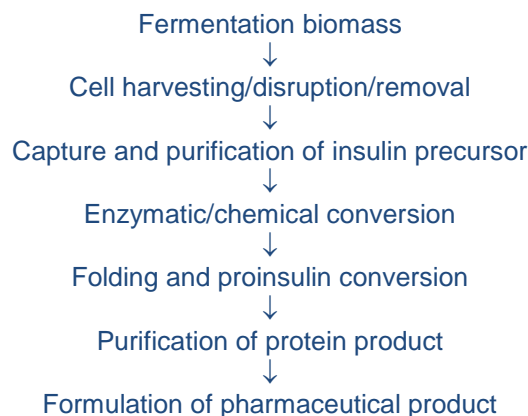 Fermentation biomass
↓
Cell harvesting/disruption/removal
↓
Capture and purification of insulin precursor
↓
Enzymatic/chemical conversion
↓
Folding and proinsulin conversion
↓
Purification of protein product
↓
Formulation of pharmaceutical product